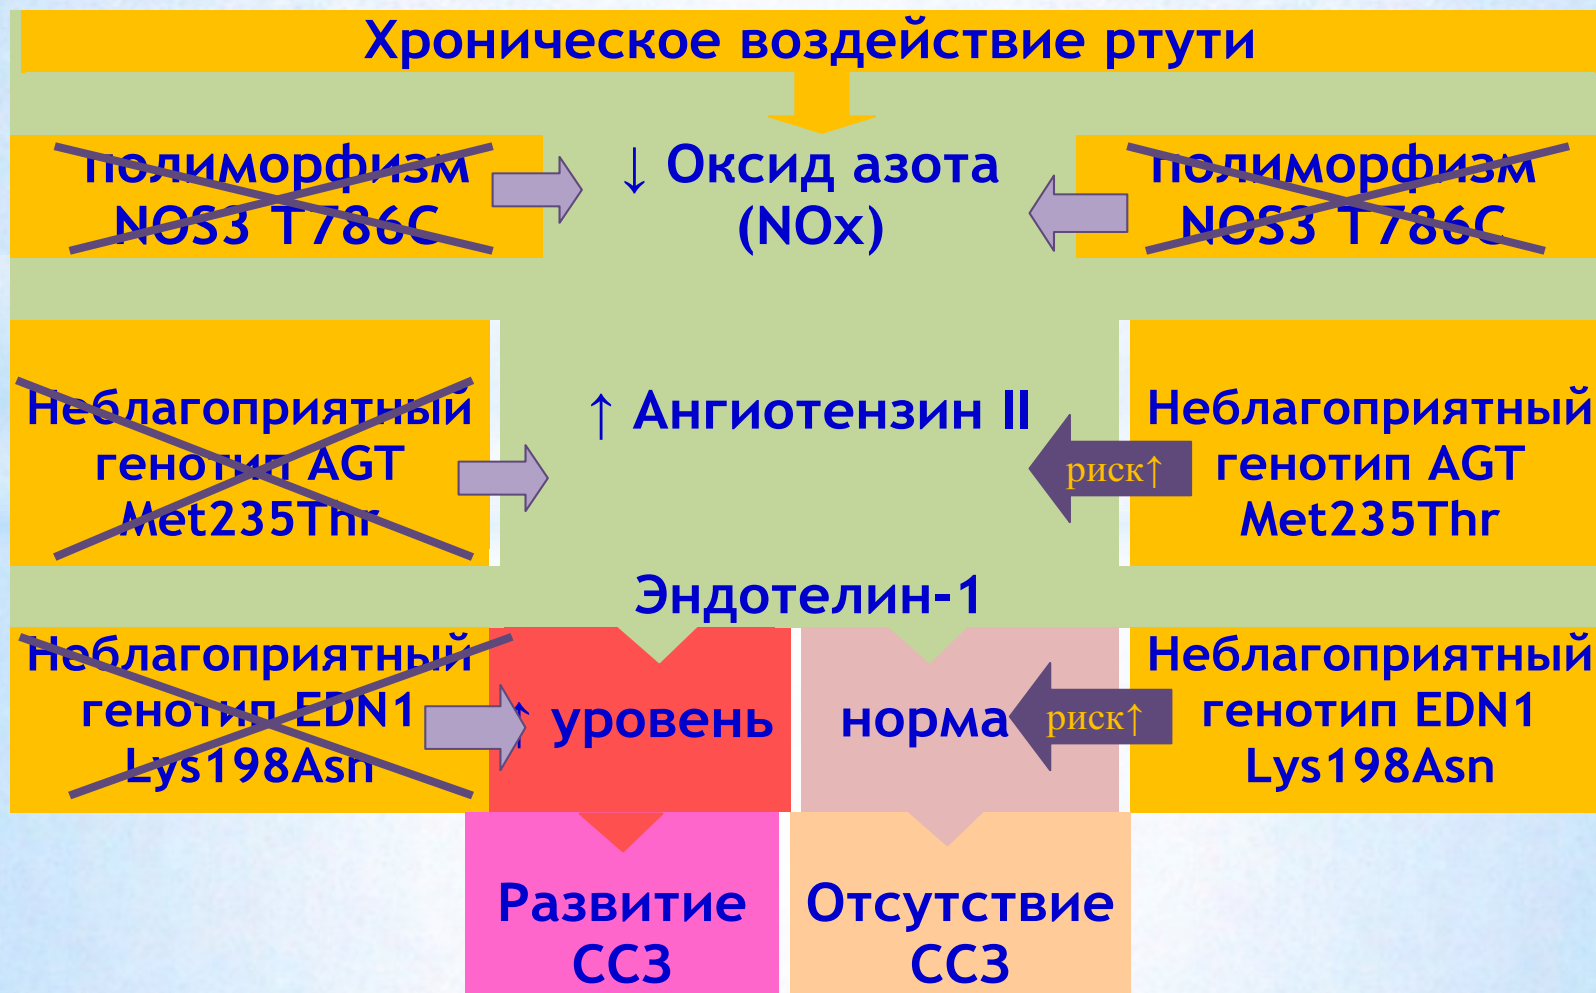 Хроническое воздействие ртути
полиморфизм
NOS3 T786C
↓ Оксид азота
(NOx)
полиморфизм
NOS3 T786C
Неблагоприятный
генотип AGT
Met235Thr
↑ Ангиотензин II
риск↑
Неблагоприятный
генотип AGT
Met235Thr
Эндотелин-1
Неблагоприятный
генотип EDN1
Lys198Asn
↑ уровень
норма
риск↑
Неблагоприятный
генотип EDN1
Lys198Asn
Развитие
ССЗ
Отсутствие
ССЗ